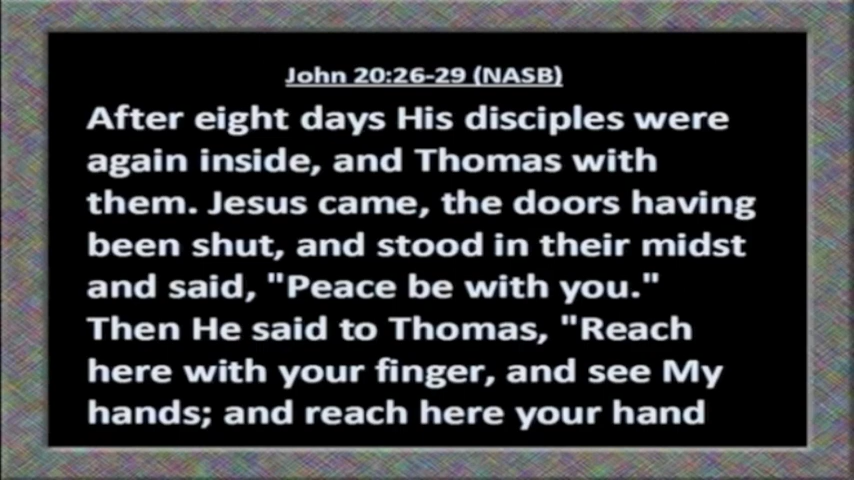 John 20:26-29 (NASB)
After eight days His disciples were
again inside, and Thomas with
them. Jesus came, the doors having
been shut, and stood in their midst
and said, "Peace be with you."
Then He said to Thomas, "Reach
here with your finger, and see My
hands; and reach here your hand